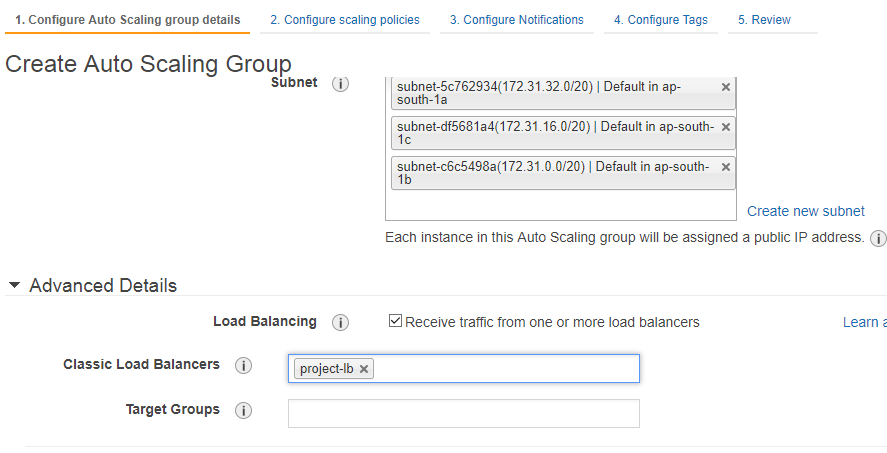 1. Configure Auto Scaling group details 2. Configure scaling policies 3. Configure Notifications 4. Configure Tags 5. Review
Create Auto Scaling Group
Subnet
subnet-5c762934(172.31.32.0/20) | Default in ap-
south-1a
subnet-df5681a4(172.31.16.0/20) | Default in ap-south-
1c
subnet-c6c5498a(172.31.0.0/20) | Default in ap-south-
1b
Create new subnet
Each instance in this Auto Scaling group will be assigned a public IP address.
Advanced Details
Load Balancing Receive traffic from one or more load balancers Learn a
Classic Load Balancers project-lb
Target Groups